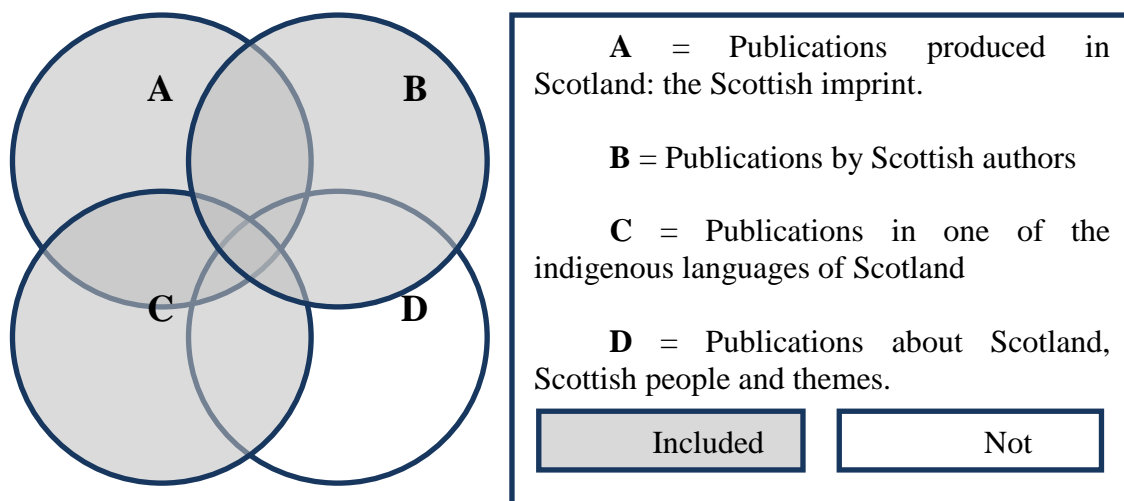 A
B
C
D
A = Publications produced in
Scotland: the Scottish imprint.
B = Publications by Scottish authors
C = Publications in one of the
indigenous languages of Scotland
D = Publications about Scotland,
Scottish people and themes.
Included
Not